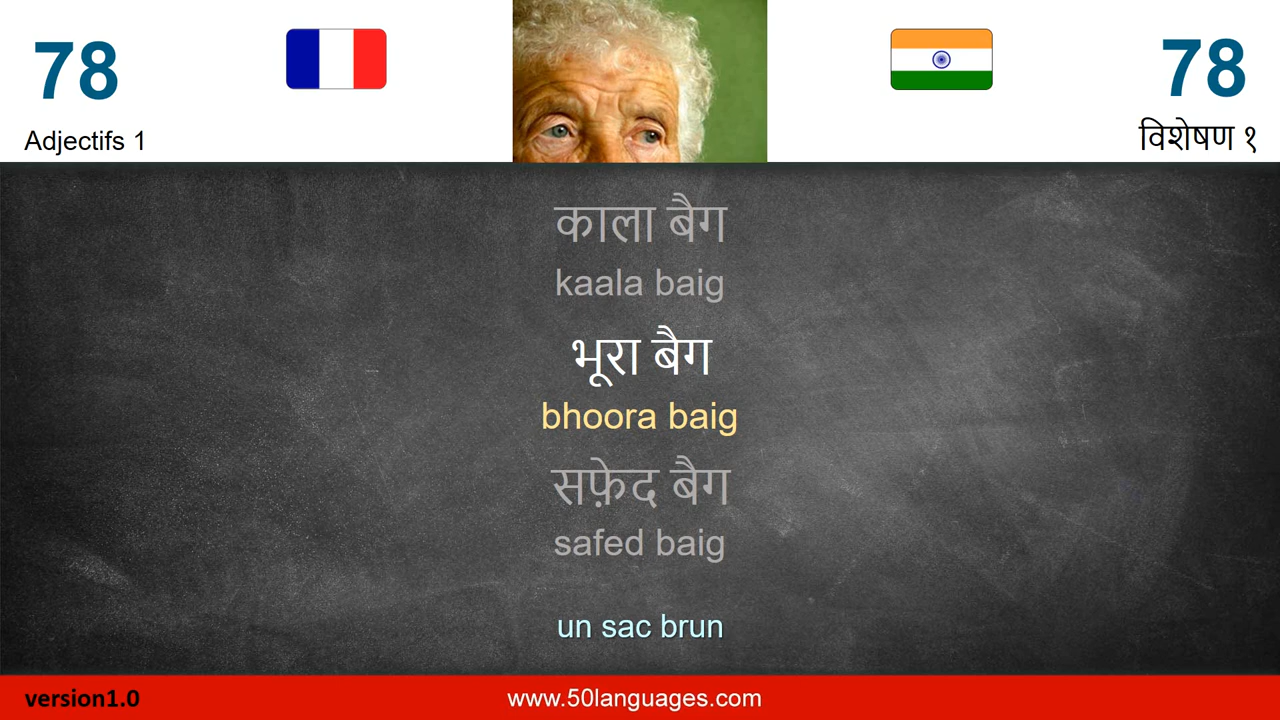 78
78
Adjectifs 1
विशेषण १
काला बैग
kaala baig
भूरा बैग
bhoora baig
सफ़ेद बैग
safed baig
un sac brun
version1.0
www.50languages.com